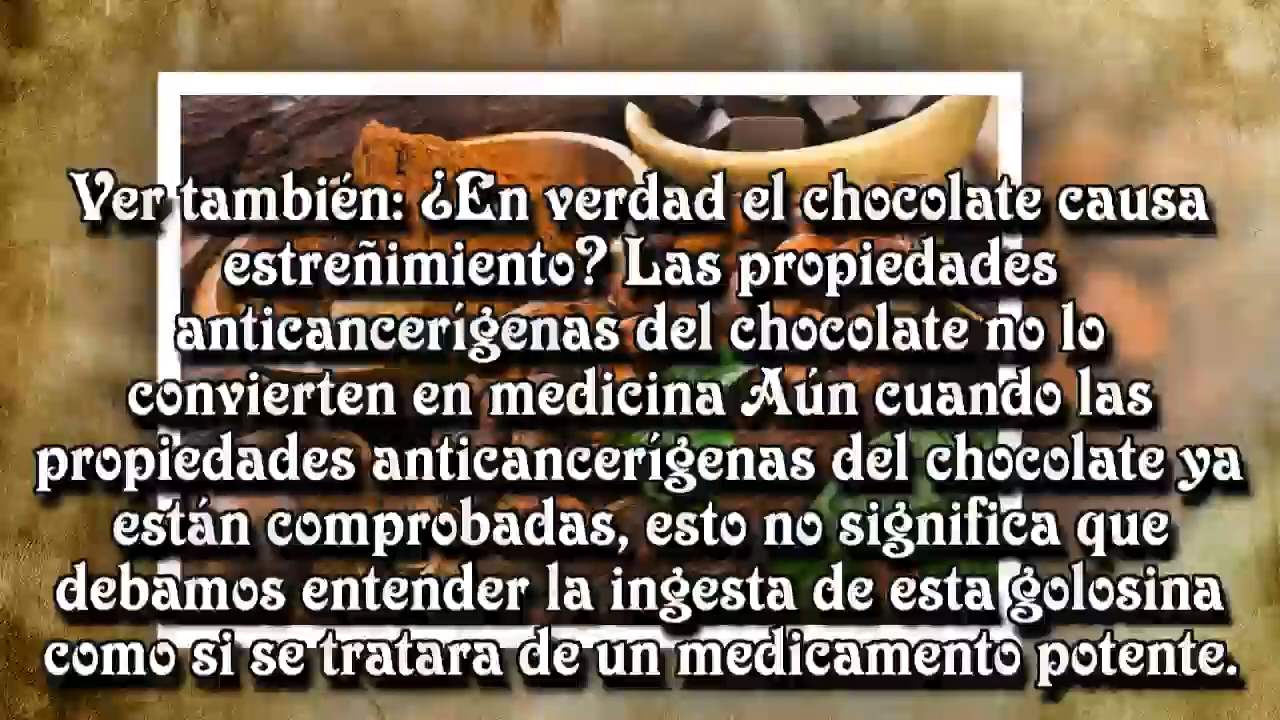 Ver también: ¿En verdad el chocolate causa
estreñimiento? Las propiedades
anticancerígenas del chocolate no lo
convierten en medicina Aún cuando las
propiedades anticancerígenas del chocolate ya
están comprobadas, esto no significa que
debamos entender la ingesta de esta golosina
como si se tratara de un medicamento potente.